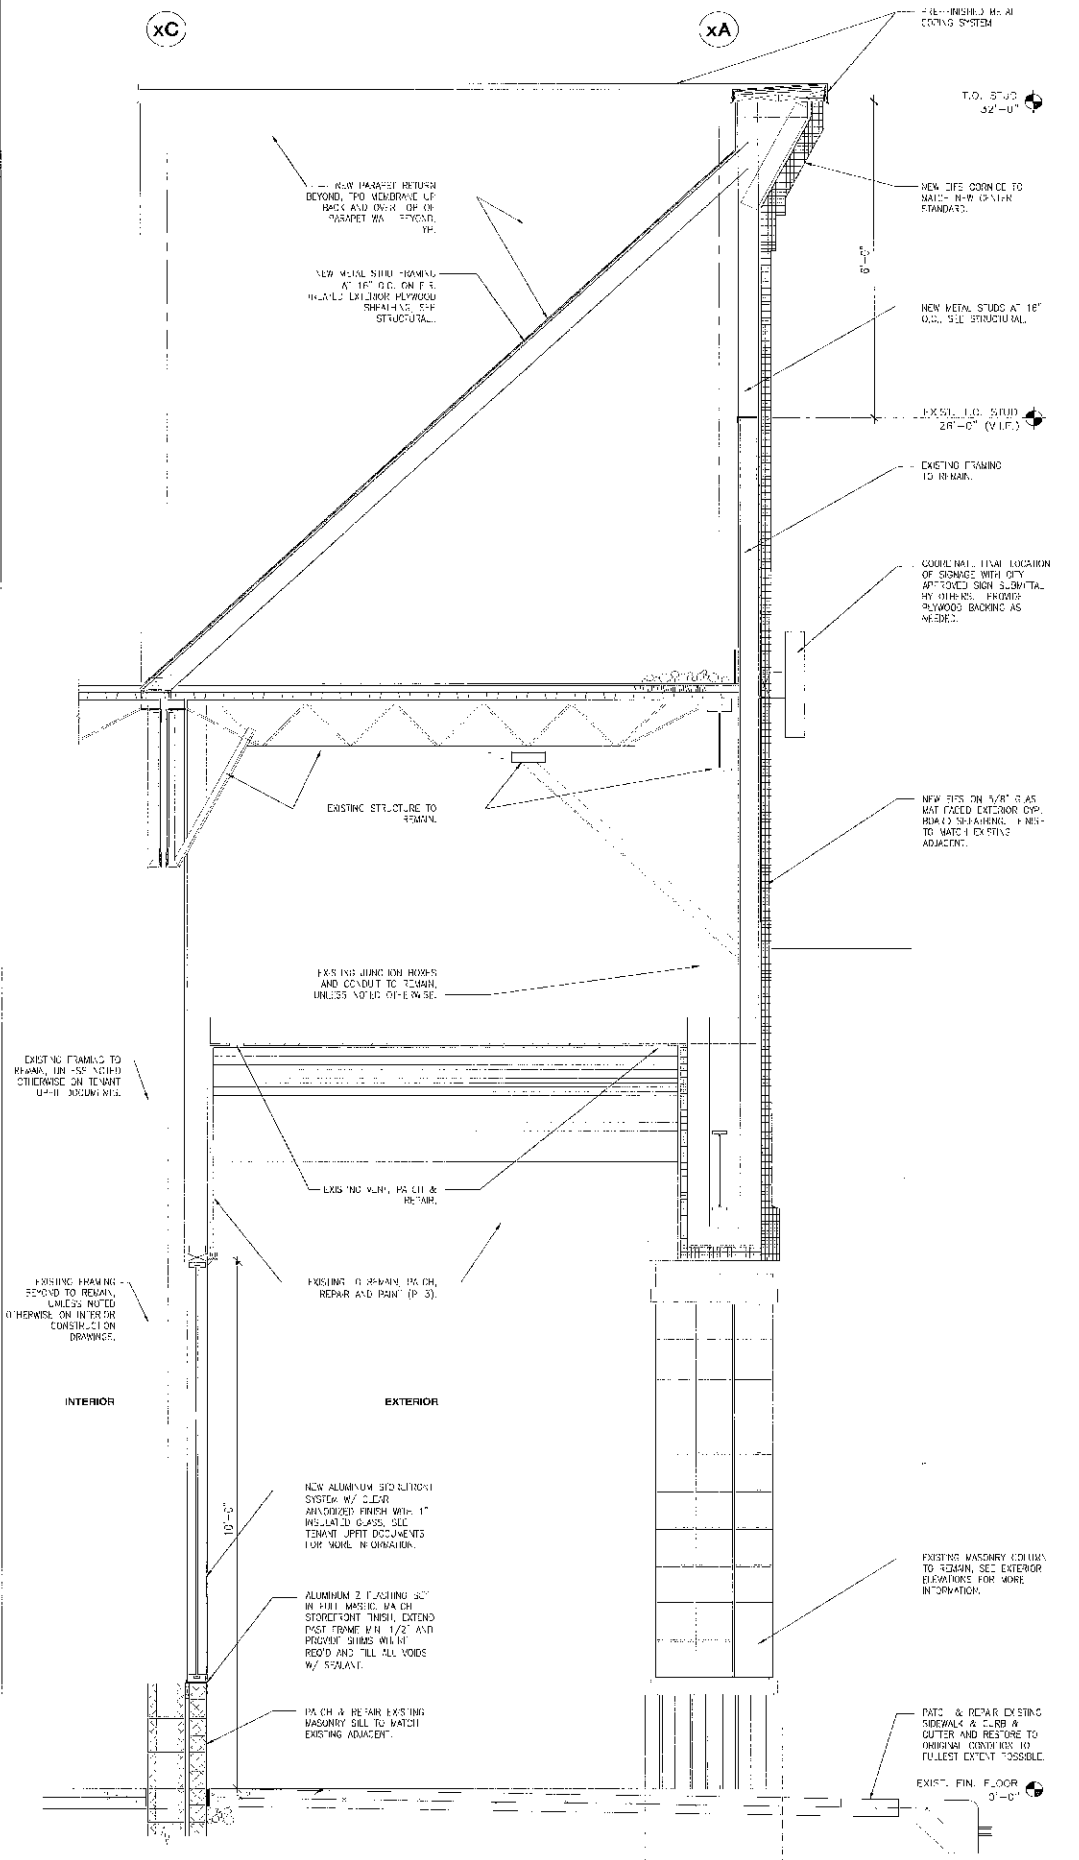 xC
xA
PRE-FINISHED METAL
COPING SYSTEM
T.O. STUD
32'-0"
NEW PARAPET RETURN
BEYOND, TPO MEMBRANE UP
BACK AND OVER TOP OF
PARAPET WALL BEYOND,
TYP.
NEW EIFS CORNICE TO
MATCH NEW CENTER
STANDARD.
6'-0"
NEW METAL STUD FRAMING
AT 16" O.C. ON F.R.
TREATED EXTERIOR PLYWOOD
SHEATHING, SEE
STRUCTURAL.
NEW METAL STUDS AT 16"
O.C., SEE STRUCTURAL.
EXIST. T.O. STUD
26'-0" (V.I.F.)
EXISTING FRAMING
TO REMAIN.
COORDINATE FINAL LOCATION
OF SIGNAGE WITH CITY
APPROVED SIGN SUBMITTAL
BY OTHERS. PROVIDE
PLYWOOD BACKING AS
NEEDED.
EXISTING STRUCTURE TO
REMAIN.
NEW EIFS ON 5/8" GLAS
MAT FACED EXTERIOR GYP.
BOARD SHEATHING. FINISH
TO MATCH EXISTING
ADJACENT.
EXISTING JUNCTION BOXES
AND CONDUIT TO REMAIN,
UNLESS NOTED OTHERWISE.
EXISTING FRAMING TO
REMAIN, UNLESS NOTED
OTHERWISE ON TENANT
UPFIT DOCUMENTS.
EXISTING VENT, PATCH &
REPAIR.
EXISTING TO REMAIN, PATCH,
REPAIR AND PAINT
EXISTING FRAMING
BEYOND TO REMAIN,
UNLESS NOTED
OTHERWISE ON INTERIOR
CONSTRUCTION
DRAWINGS.
INTERIOR
EXTERIOR
10'-0"
NEW ALUMINUM STOREFRONT
SYSTEM W/ CLEAR
ANNODIZED FINISH WITH 1"
INSULATED GLASS, SEE
TENANT UPFIT DOCUMENTS
FOR MORE INFORMATION.
ALUMINUM Z FLASHING SET
IN FULL MASTIC, MATCH
STOREFRONT FINISH, EXTEND
PAST FRAME MIN. 1/2" AND
PROVIDE SHIMS WHERE
REQ'D AND FILL ALL VOIDS
W/ SEALANT.
EXISTING MASONRY COLUMN
TO REMAIN, SEE EXTERIOR
ELEVATIONS FOR MORE
INFORMATION.
PATCH & REPAIR EXISTING
MASONRY SILL TO MATCH
EXISTING ADJACENT.
PATCH & REPAIR EXISTING
SIDEWALK & CURB &
GUTTER AND RESTORE TO
ORIGINAL CONDITION TO
FULLEST EXTENT POSSIBLE.
EXIST. FIN. FLOOR
0'-0"